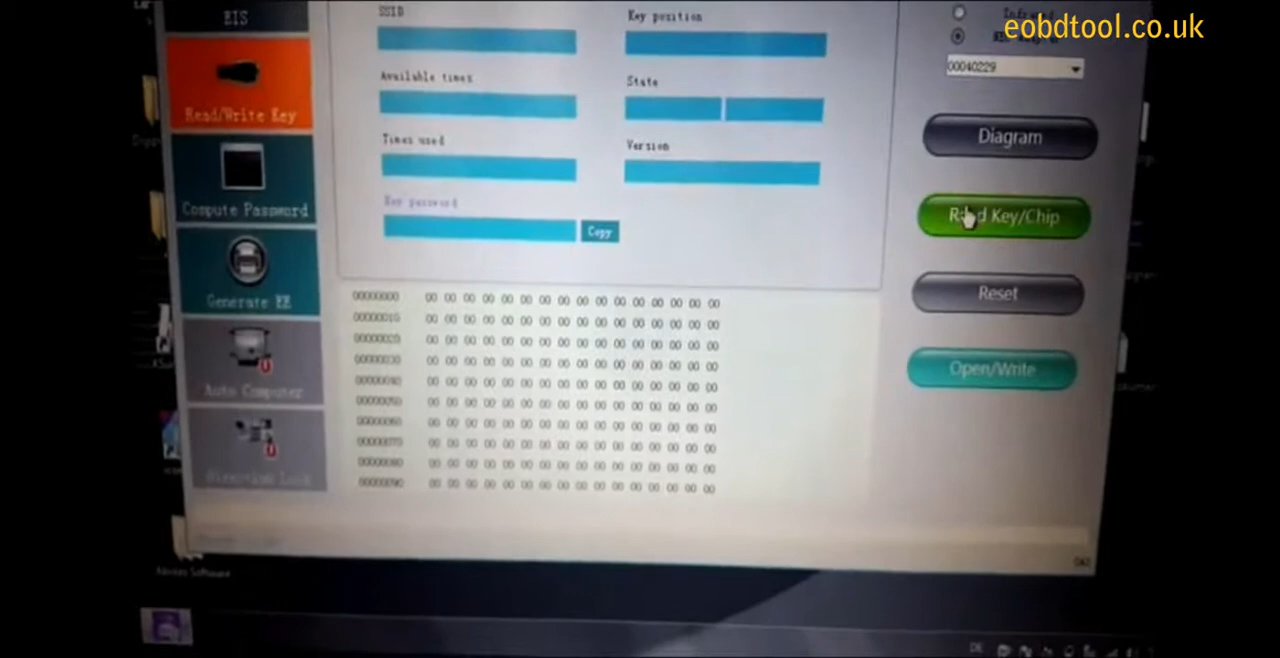 EIS
SSID
Key position
Infrared
eobdtool.co.uk
00040229
Available times
State
Read/Write Key
Diagram
Times used
Version
Compute Password
Key password
Copy
Read Key/Chip
Generate EE
Reset
00000000 00 00 00 00 00 00 00 00 00 00 00 00 00 00 00 00
00000010 00 00 00 00 00 00 00 00 00 00 00 00 00 00 00 00
00000020 00 00 00 00 00 00 00 00 00 00 00 00 00 00 00 00
00000030 00 00 00 00 00 00 00 00 00 00 00 00 00 00 00 00
00000040 00 00 00 00 00 00 00 00 00 00 00 00 00 00 00 00
00000050 00 00 00 00 00 00 00 00 00 00 00 00 00 00 00 00
00000060 00 00 00 00 00 00 00 00 00 00 00 00 00 00 00 00
00000070 00 00 00 00 00 00 00 00 00 00 00 00 00 00 00 00
00000080 00 00 00 00 00 00 00 00 00 00 00 00 00 00 00 00
00000090 00 00 00 00 00 00 00 00 00 00 00 00 00 00 00 00
Open/Write
Auto Computer
Direction Lock
DE